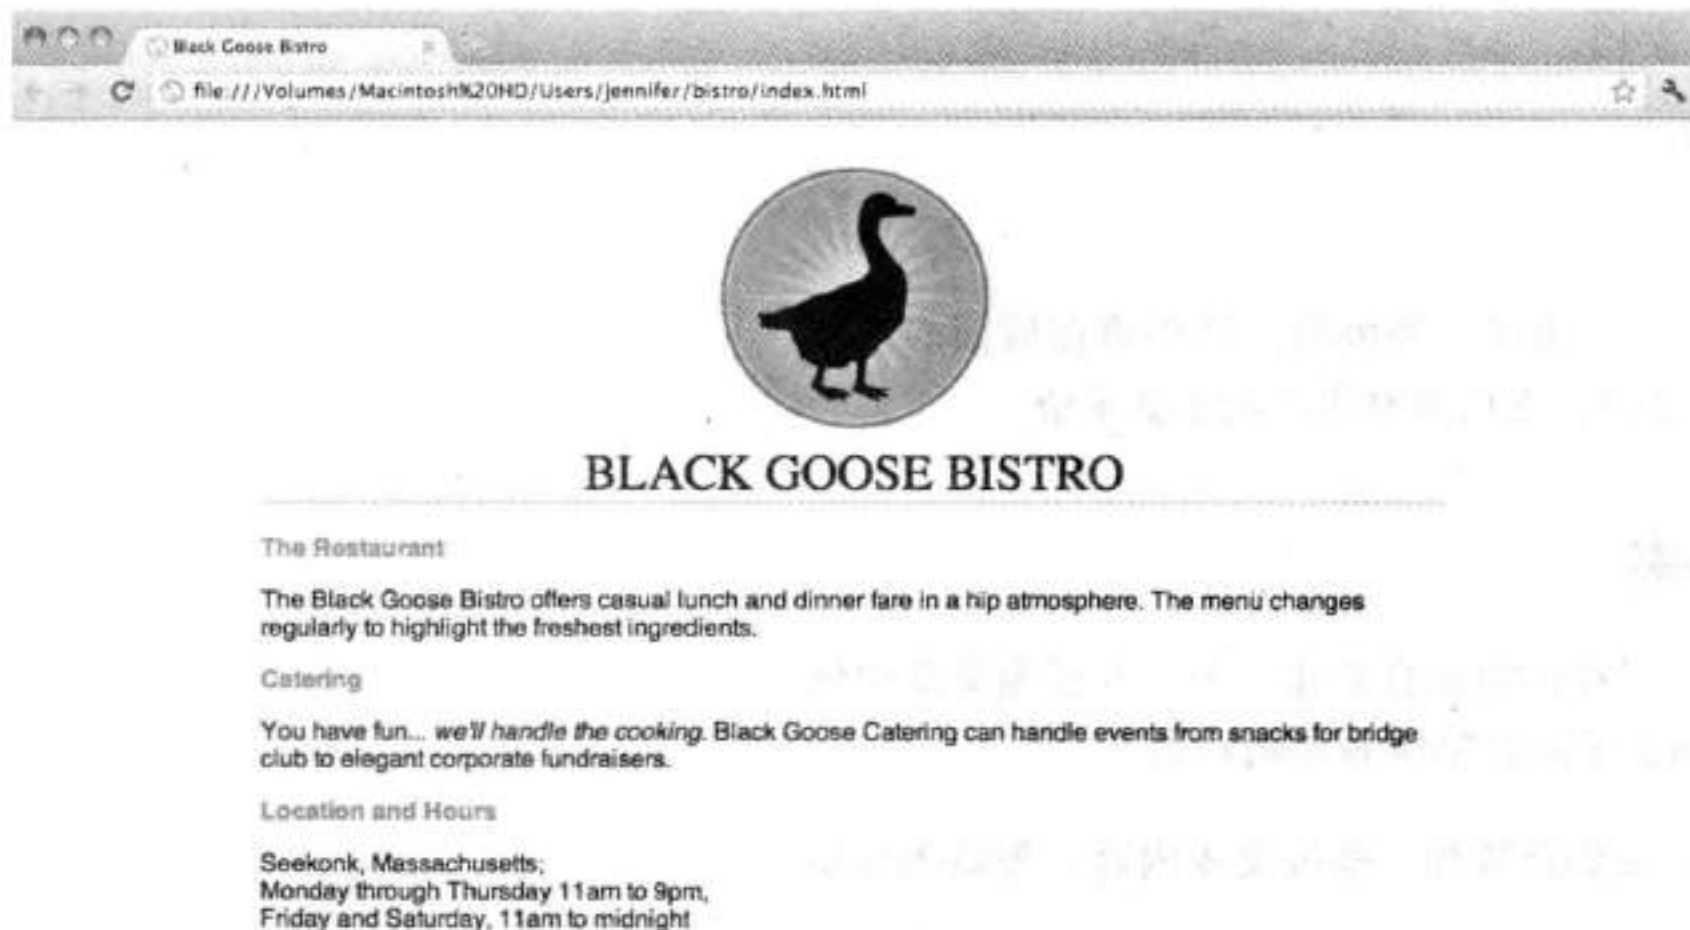 Black Goose Bistro
file:///Volumes/Macintosh%20HD/Users/jennifer/bistro/index.html
BLACK GOOSE BISTRO
The Restaurant
The Black Goose Bistro offers casual lunch and dinner fare in a hip atmosphere. The menu changes
regularly to highlight the freshest ingredients.
Catering
You have fun... we'll handle the cooking. Black Goose Catering can handle events from snacks for bridge
club to elegant corporate fundraisers.
Location and Hours
Seekonk, Massachusetts;
Monday through Thursday 11am to 9pm,
Friday and Saturday, 11am to midnight